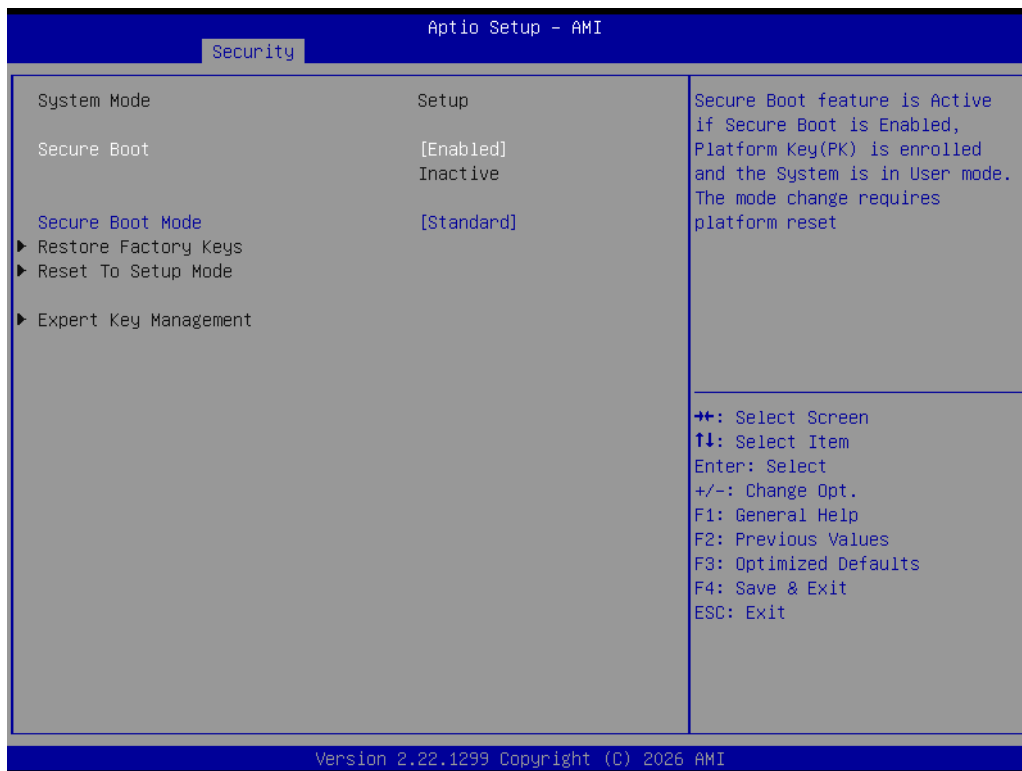 Aptio Setup – AMI
Security
System Mode Setup
Secure Boot [Enabled]
Inactive
Secure Boot Mode [Standard]
▶ Restore Factory Keys
▶ Reset To Setup Mode
▶ Expert Key Management
Secure Boot feature is Active
if Secure Boot is Enabled,
Platform Key(PK) is enrolled
and the System is in User mode.
The mode change requires
platform reset
→←: Select Screen
↑↓: Select Item
Enter: Select
+/-: Change Opt.
F1: General Help
F2: Previous Values
F3: Optimized Defaults
F4: Save & Exit
ESC: Exit
Version 2.22.1299 Copyright (C) 2026 AMI